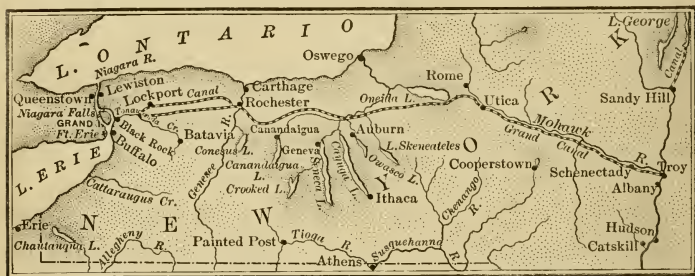 L. ONTARIO
L. George
Canal
K
Niagara R.
Oswego
Lewiston
Lockport
Canal
Carthage
Rome
Queenstown
Rochester
Oneida L.
Utica
R
Sandy Hill
Niagara Falls
GRAND
Cr.
Mohawk
R.
Ft. Erie
Black Rock
Batavia
Canandaigua
Auburn
Grand
Canal
Troy
Buffalo
Conesus L.
Geneva
L. Skeneateles
O
Schenectady
L. ERIE
Genesee
R.
Canandaigua
L.
Seneca L.
Cayuga L.
Owasco
L.
Cooperstown
Albany
Crooked L.
Y
Cattaraugus Cr.
Ithaca
Chenango
R.
Erie
N E W
Painted Post
Tioga R.
Hudson
Chautauqua L.
Allegheny R.
Athens
Susquehanna
R.
Catskill